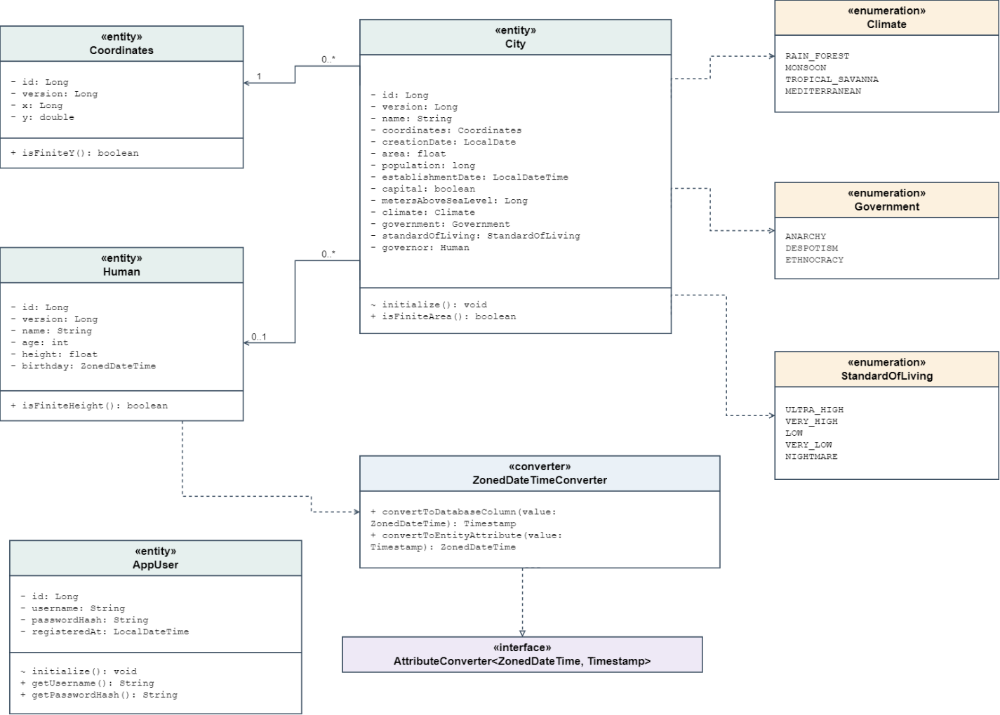 «entity»
Coordinates
- id: Long
- version: Long
- x: Long
- y: double
+ isFiniteY(): boolean
1
0..*
«entity»
City
- id: Long
- version: Long
- name: String
- coordinates: Coordinates
- creationDate: LocalDate
- area: float
- population: long
- establishmentDate: LocalDateTime
- capital: boolean
- metersAboveSeaLevel: Long
- climate: Climate
- government: Government
- standardOfLiving: StandardOfLiving
- governor: Human
~ initialize(): void
+ isFiniteArea(): boolean
«enumeration»
Climate
RAIN_FOREST
MONSOON
TROPICAL_SAVANNA
MEDITERRANEAN
«enumeration»
Government
ANARCHY
DESPOTISM
ETHNOCRACY
0..*
0..1
«entity»
Human
- id: Long
- version: Long
- name: String
- age: int
- height: float
- birthday: ZonedDateTime
+ isFiniteHeight(): boolean
«enumeration»
StandardOfLiving
ULTRA_HIGH
VERY_HIGH
LOW
VERY_LOW
NIGHTMARE
«converter»
ZonedDateTimeConverter
+ convertToDatabaseColumn(value:
ZonedDateTime): Timestamp
+ convertToEntityAttribute(value:
Timestamp): ZonedDateTime
«entity»
AppUser
- id: Long
- username: String
- passwordHash: String
- registeredAt: LocalDateTime
~ initialize(): void
+ getUsername(): String
+ getPasswordHash(): String
«interface»
AttributeConverter<ZonedDateTime, Timestamp>